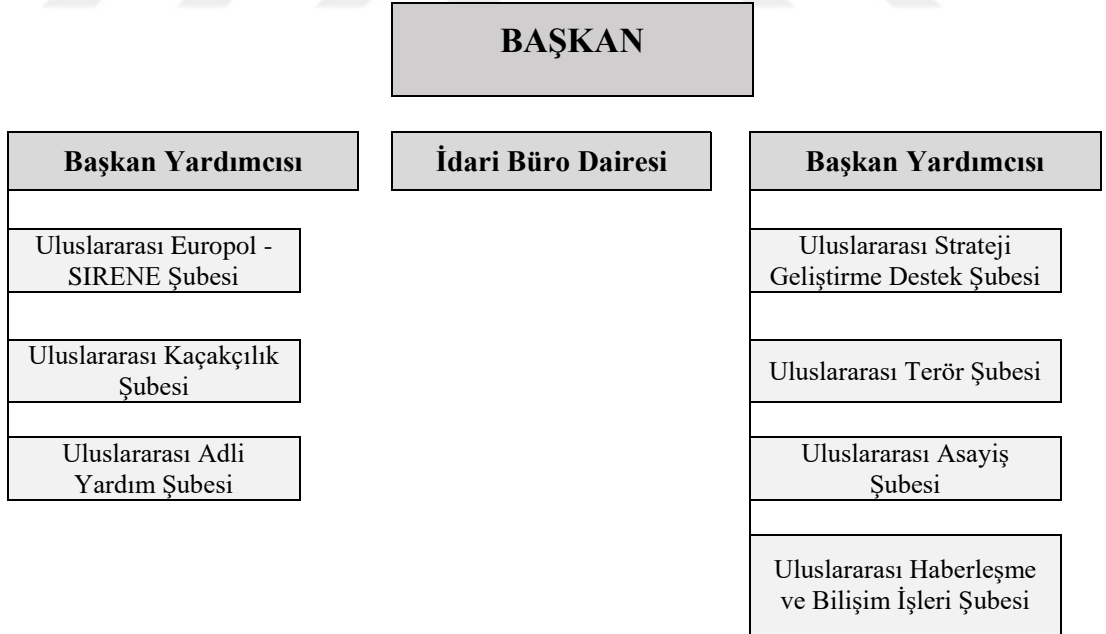 BAŞKAN
Başkan Yardımcısı
İdari Büro Dairesi
Başkan Yardımcısı
Uluslararası Europol -
SIRENE Şubesi
Uluslararası Kaçakçılık
Şubesi
Uluslararası Adli
Yardım Şubesi
Uluslararası Strateji
Geliştirme Destek Şubesi
Uluslararası Terör Şubesi
Uluslararası Asayiş
Şubesi
Uluslararası Haberleşme
ve Bilişim İşleri Şubesi